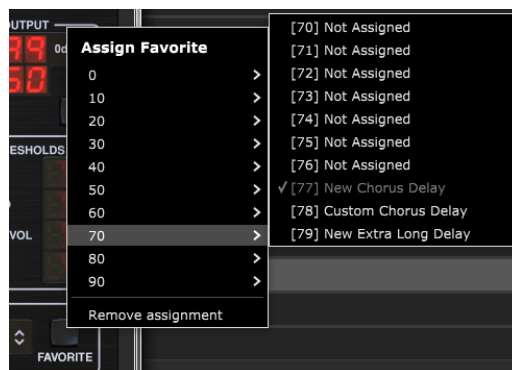 OUTPUT
Assign Favorite
0
10
20
30
40
50
60
70
80
90
Remove assignment
[70] Not Assigned
[71] Not Assigned
[72] Not Assigned
[73] Not Assigned
[74] Not Assigned
[75] Not Assigned
[76] Not Assigned
✓ [77] New Chorus Delay
[78] Custom Chorus Delay
[79] New Extra Long Delay
VOL
FAVORITE